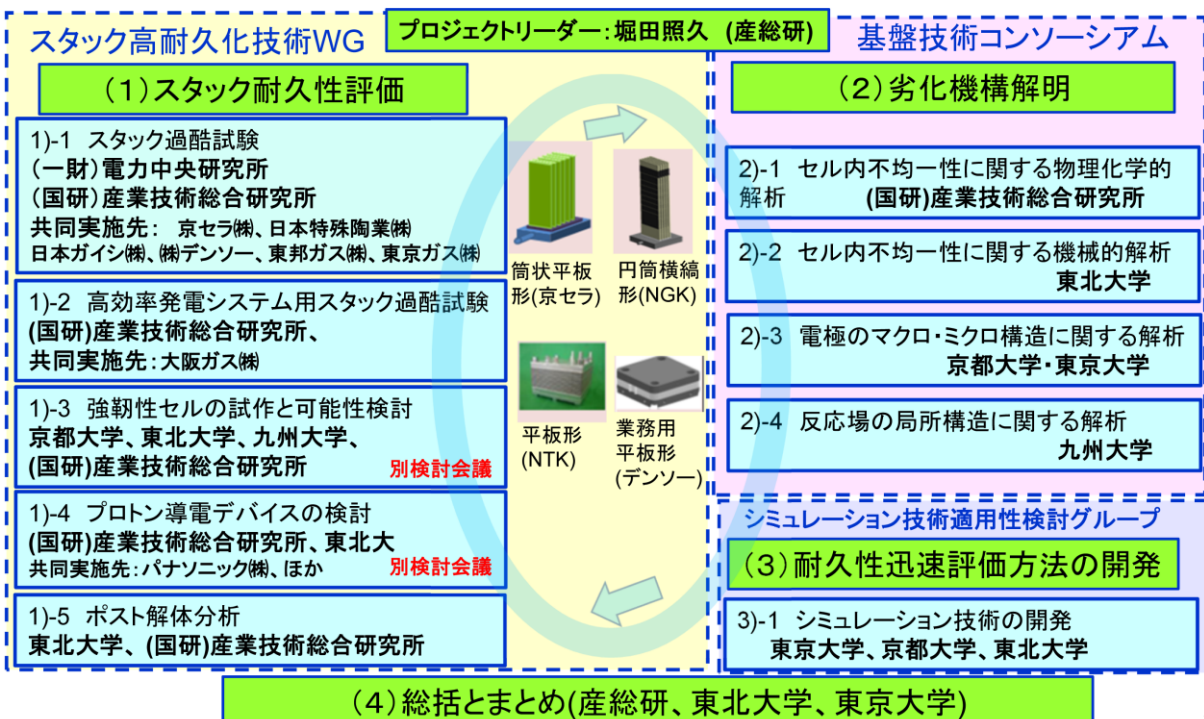 プロジェクトリーダー：堀田照久 (産総研)
スタック高耐久化技術WG
(１)スタック耐久性評価
1)-1 スタック過酷試験
(一財)電力中央研究所
(国研)産業技術総合研究所
共同実施先： 京セラ㈱、日本特殊陶業㈱
日本ガイシ㈱、㈱デンソー、東邦ガス㈱、東京ガス㈱
1)-2 高効率発電システム用スタック過酷試験
(国研)産業技術総合研究所、
共同実施先：大阪ガス㈱
1)-3 強靭性セルの試作と可能性検討
京都大学、東北大学、九州大学、
(国研)産業技術総合研究所 別検討会議
1)-4 プロトン導電デバイスの検討
(国研)産業技術総合研究所、東北大
共同実施先：パナソニック㈱、ほか 別検討会議
1)-5 ポスト解体分析
東北大学、(国研)産業技術総合研究所
筒状平板
形(京セラ)
円筒横縞
形(NGK)
平板形
(NTK)
業務用
平板形
(デンソー)
基盤技術コンソーシアム
(２)劣化機構解明
2)-1 セル内不均一性に関する物理化学的
解析 (国研)産業技術総合研究所
2)-2 セル内不均一性に関する機械的解析
東北大学
2)-3 電極のマクロ・ミクロ構造に関する解析
京都大学・東京大学
2)-4 反応場の局所構造に関する解析
九州大学
シミュレーション技術適用性検討グループ
(３)耐久性迅速評価方法の開発
3)-1 シミュレーション技術の開発
東京大学、京都大学、東北大学
(４)総括とまとめ(産総研、東北大学、東京大学)